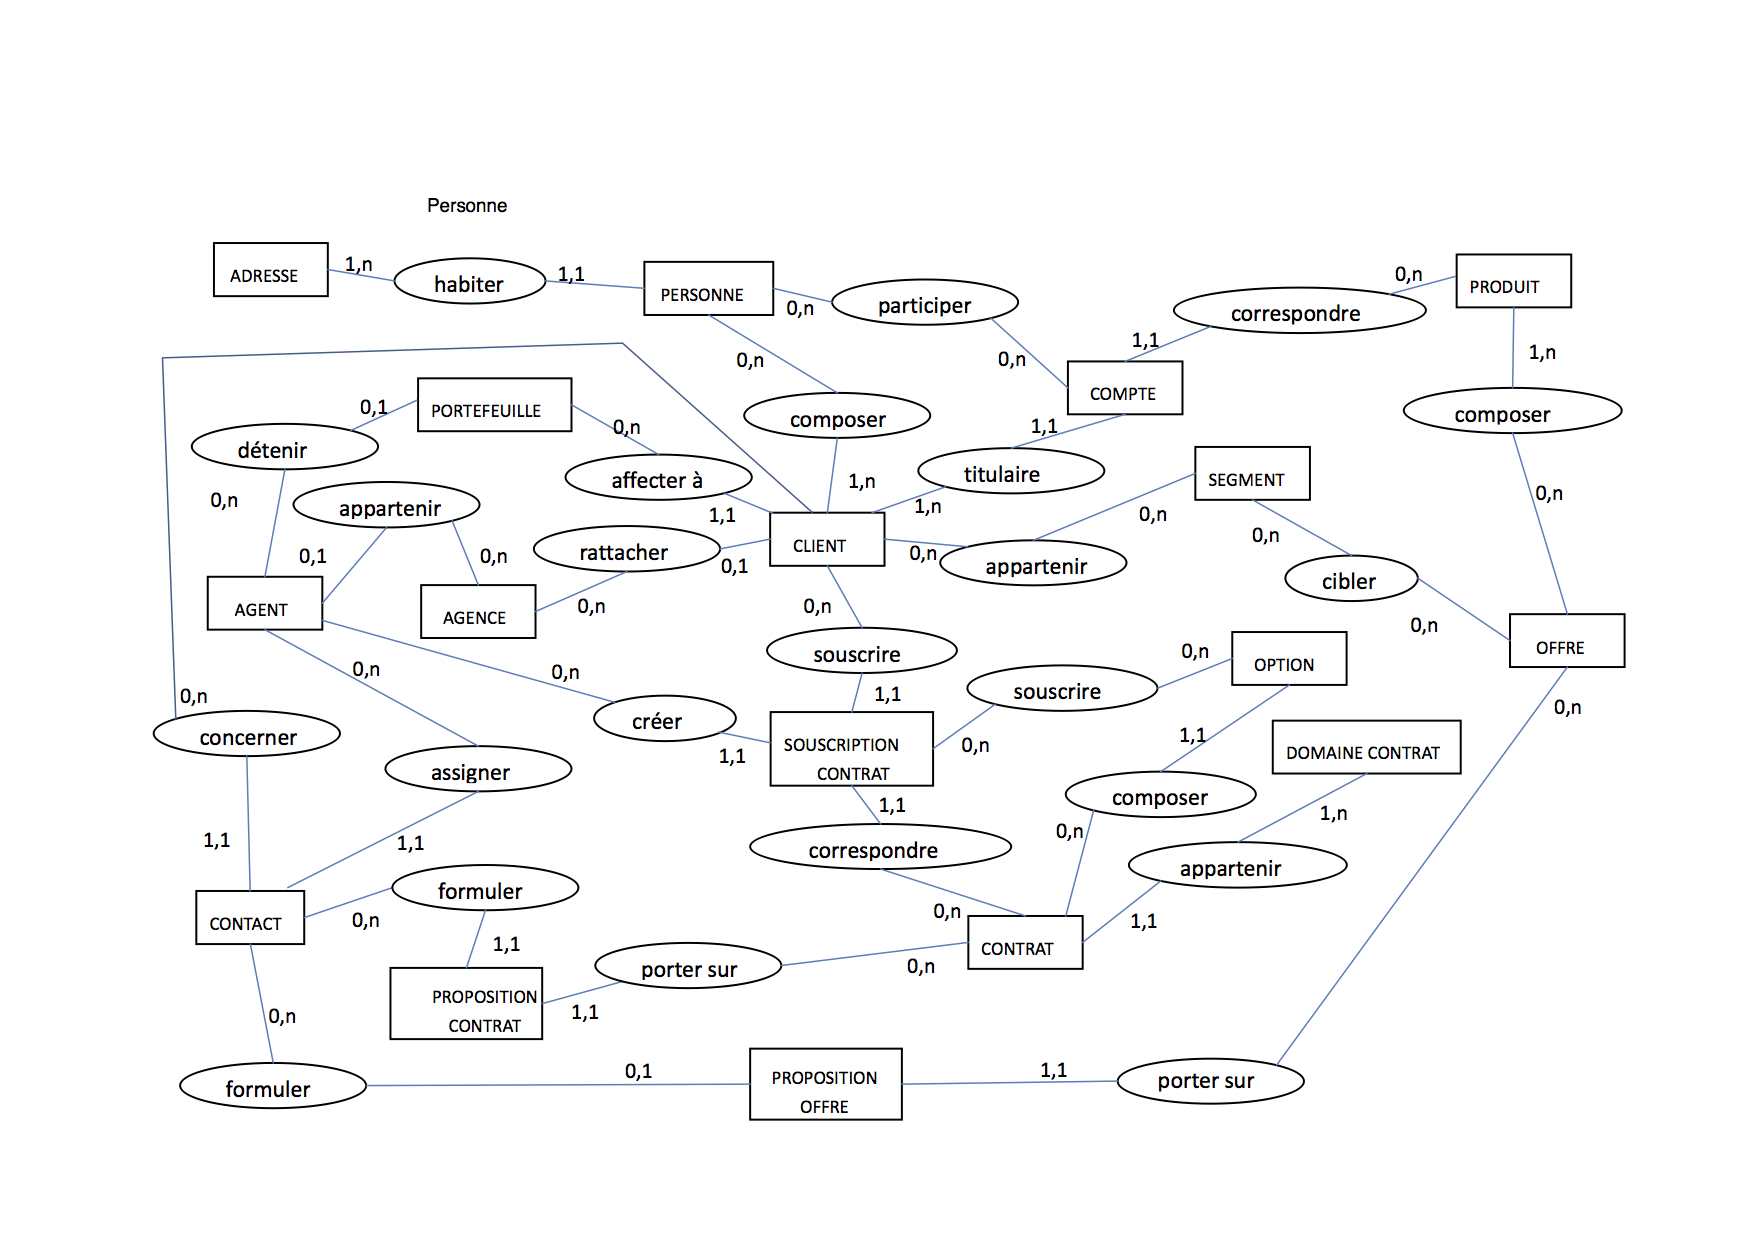 Personne
ADRESSE
1,n
habiter
1,1
PERSONNE
0,n
participer
0,n
correspondre
0,n
PRODUIT
1,1
1,n
0,n
COMPTE
composer
PORTEFEUILLE
0,1
0,n
composer
1,1
détenir
affecter à
titulaire
SEGMENT
0,n
1,n
1,n
0,n
0,n
appartenir
1,1
0,n
rattacher
CLIENT
0,n
appartenir
0,n
0,1
0,n
0,1
cibler
AGENT
AGENCE
0,n
0,n
0,n
OFFRE
souscrire
0,n
OPTION
0,n
0,n
0,n
1,1
souscrire
0,n
concerner
créer
1,1
SOUSCRIPTION
CONTRAT
0,n
1,1
DOMAINE CONTRAT
assigner
1,1
composer
1,n
1,1
1,1
correspondre
0,n
appartenir
formuler
0,n
CONTACT
0,n
1,1
1,1
CONTRAT
porter sur
0,n
PROPOSITION
CONTRAT
1,1
0,n
0,1
PROPOSITION
OFFRE
1,1
porter sur
formuler